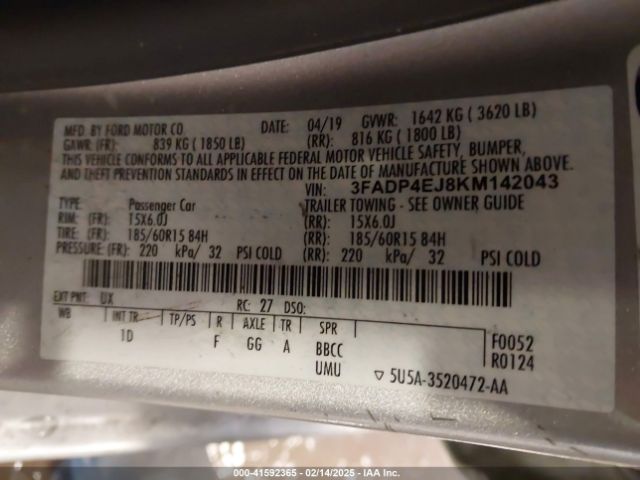 MFD. BY FORD MOTOR CO. DATE: 04/19 GVWR: 1642 KG ( 3620 LB)
GAWR: (FR): 839 KG ( 1850 LB) (RR): 816 KG ( 1800 LB)
THIS VEHICLE CONFORMS TO ALL APPLICABLE FEDERAL MOTOR VEHICLE SAFETY, BUMPER,
AND THEFT PREVENTION STANDARDS IN EFFECT ON THE DATE OF MANUFACTURE SHOWN ABOVE.
VIN: 3FADP4EJ8KM142043
TYPE: Passenger Car TRAILER TOWING - SEE OWNER GUIDE
RIM: (FR): 15X6.0J (RR): 15X6.0J
TIRE: (FR): 185/60R15 84H (RR): 185/60R15 84H
PRESSURE: (FR): 220 kPa/ 32 PSI COLD (RR): 220 kPa/ 32 PSI COLD
EXT PNT: UX RC: 27 DSO:
WB INT TR TP/PS R AXLE TR SPR F0052
1D F GG A BBCC R0124
UMU ▽ 5U5A-3520472-AA
000-41592365 - 02/14/2025 - IAA Inc.